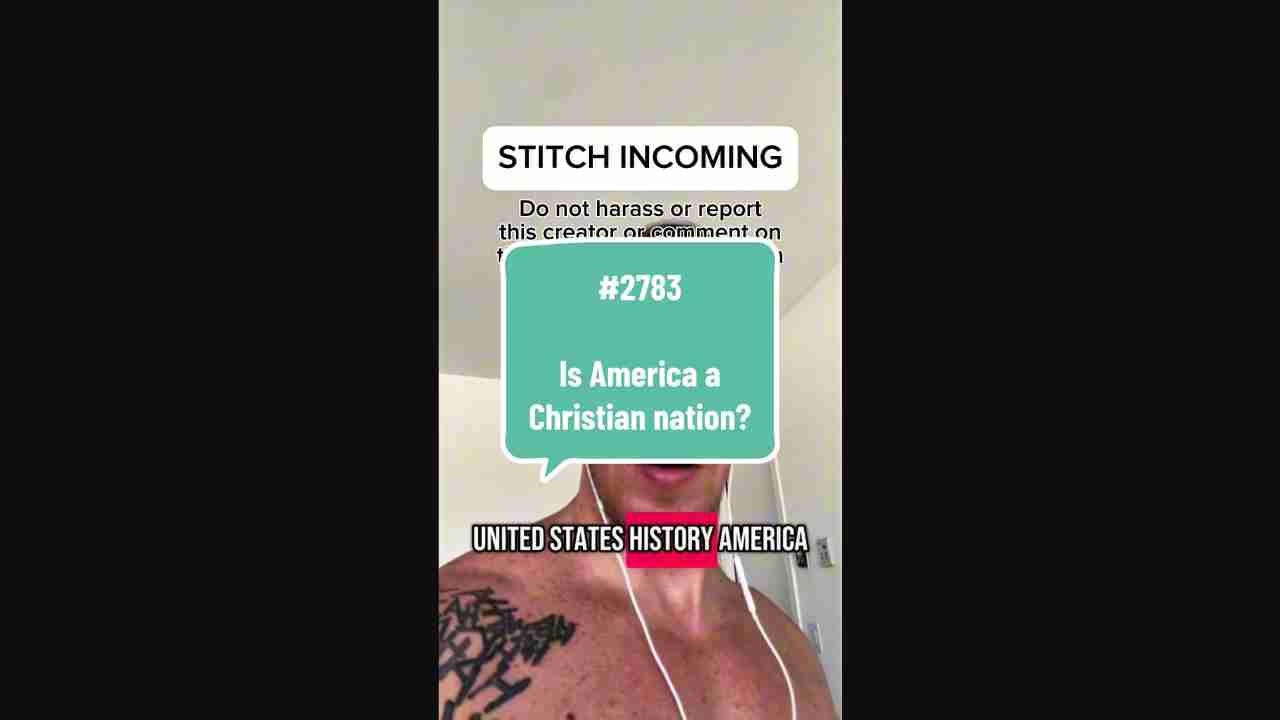 STITCH INCOMING
Do not harass or report
this creator or comment on
#2783
Is America a
Christian nation?
UNITED STATES HISTORY AMERICA